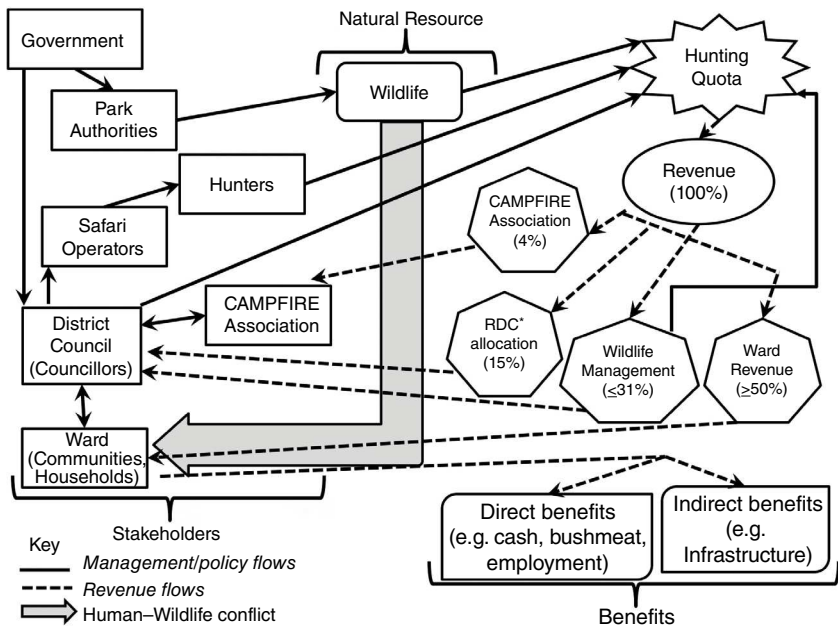 Government
Natural Resource
Hunting
Quota
Wildlife
Park
Authorities
Hunters
Revenue
(100%)
CAMPFIRE
Association
(4%)
Safari
Operators
CAMPFIRE
Association
District
Council
(Councillors)
RDC*
allocation
(15%)
Wildlife
Management
(≤31%)
Ward
Revenue
(≥50%)
Ward
(Communities,
Households)
Direct benefits
(e.g. cash, bushmeat,
employment)
Indirect benefits
(e.g.
Infrastructure)
Stakeholders
Key
Management/policy flows
Revenue flows
Human–Wildlife conflict
Benefits